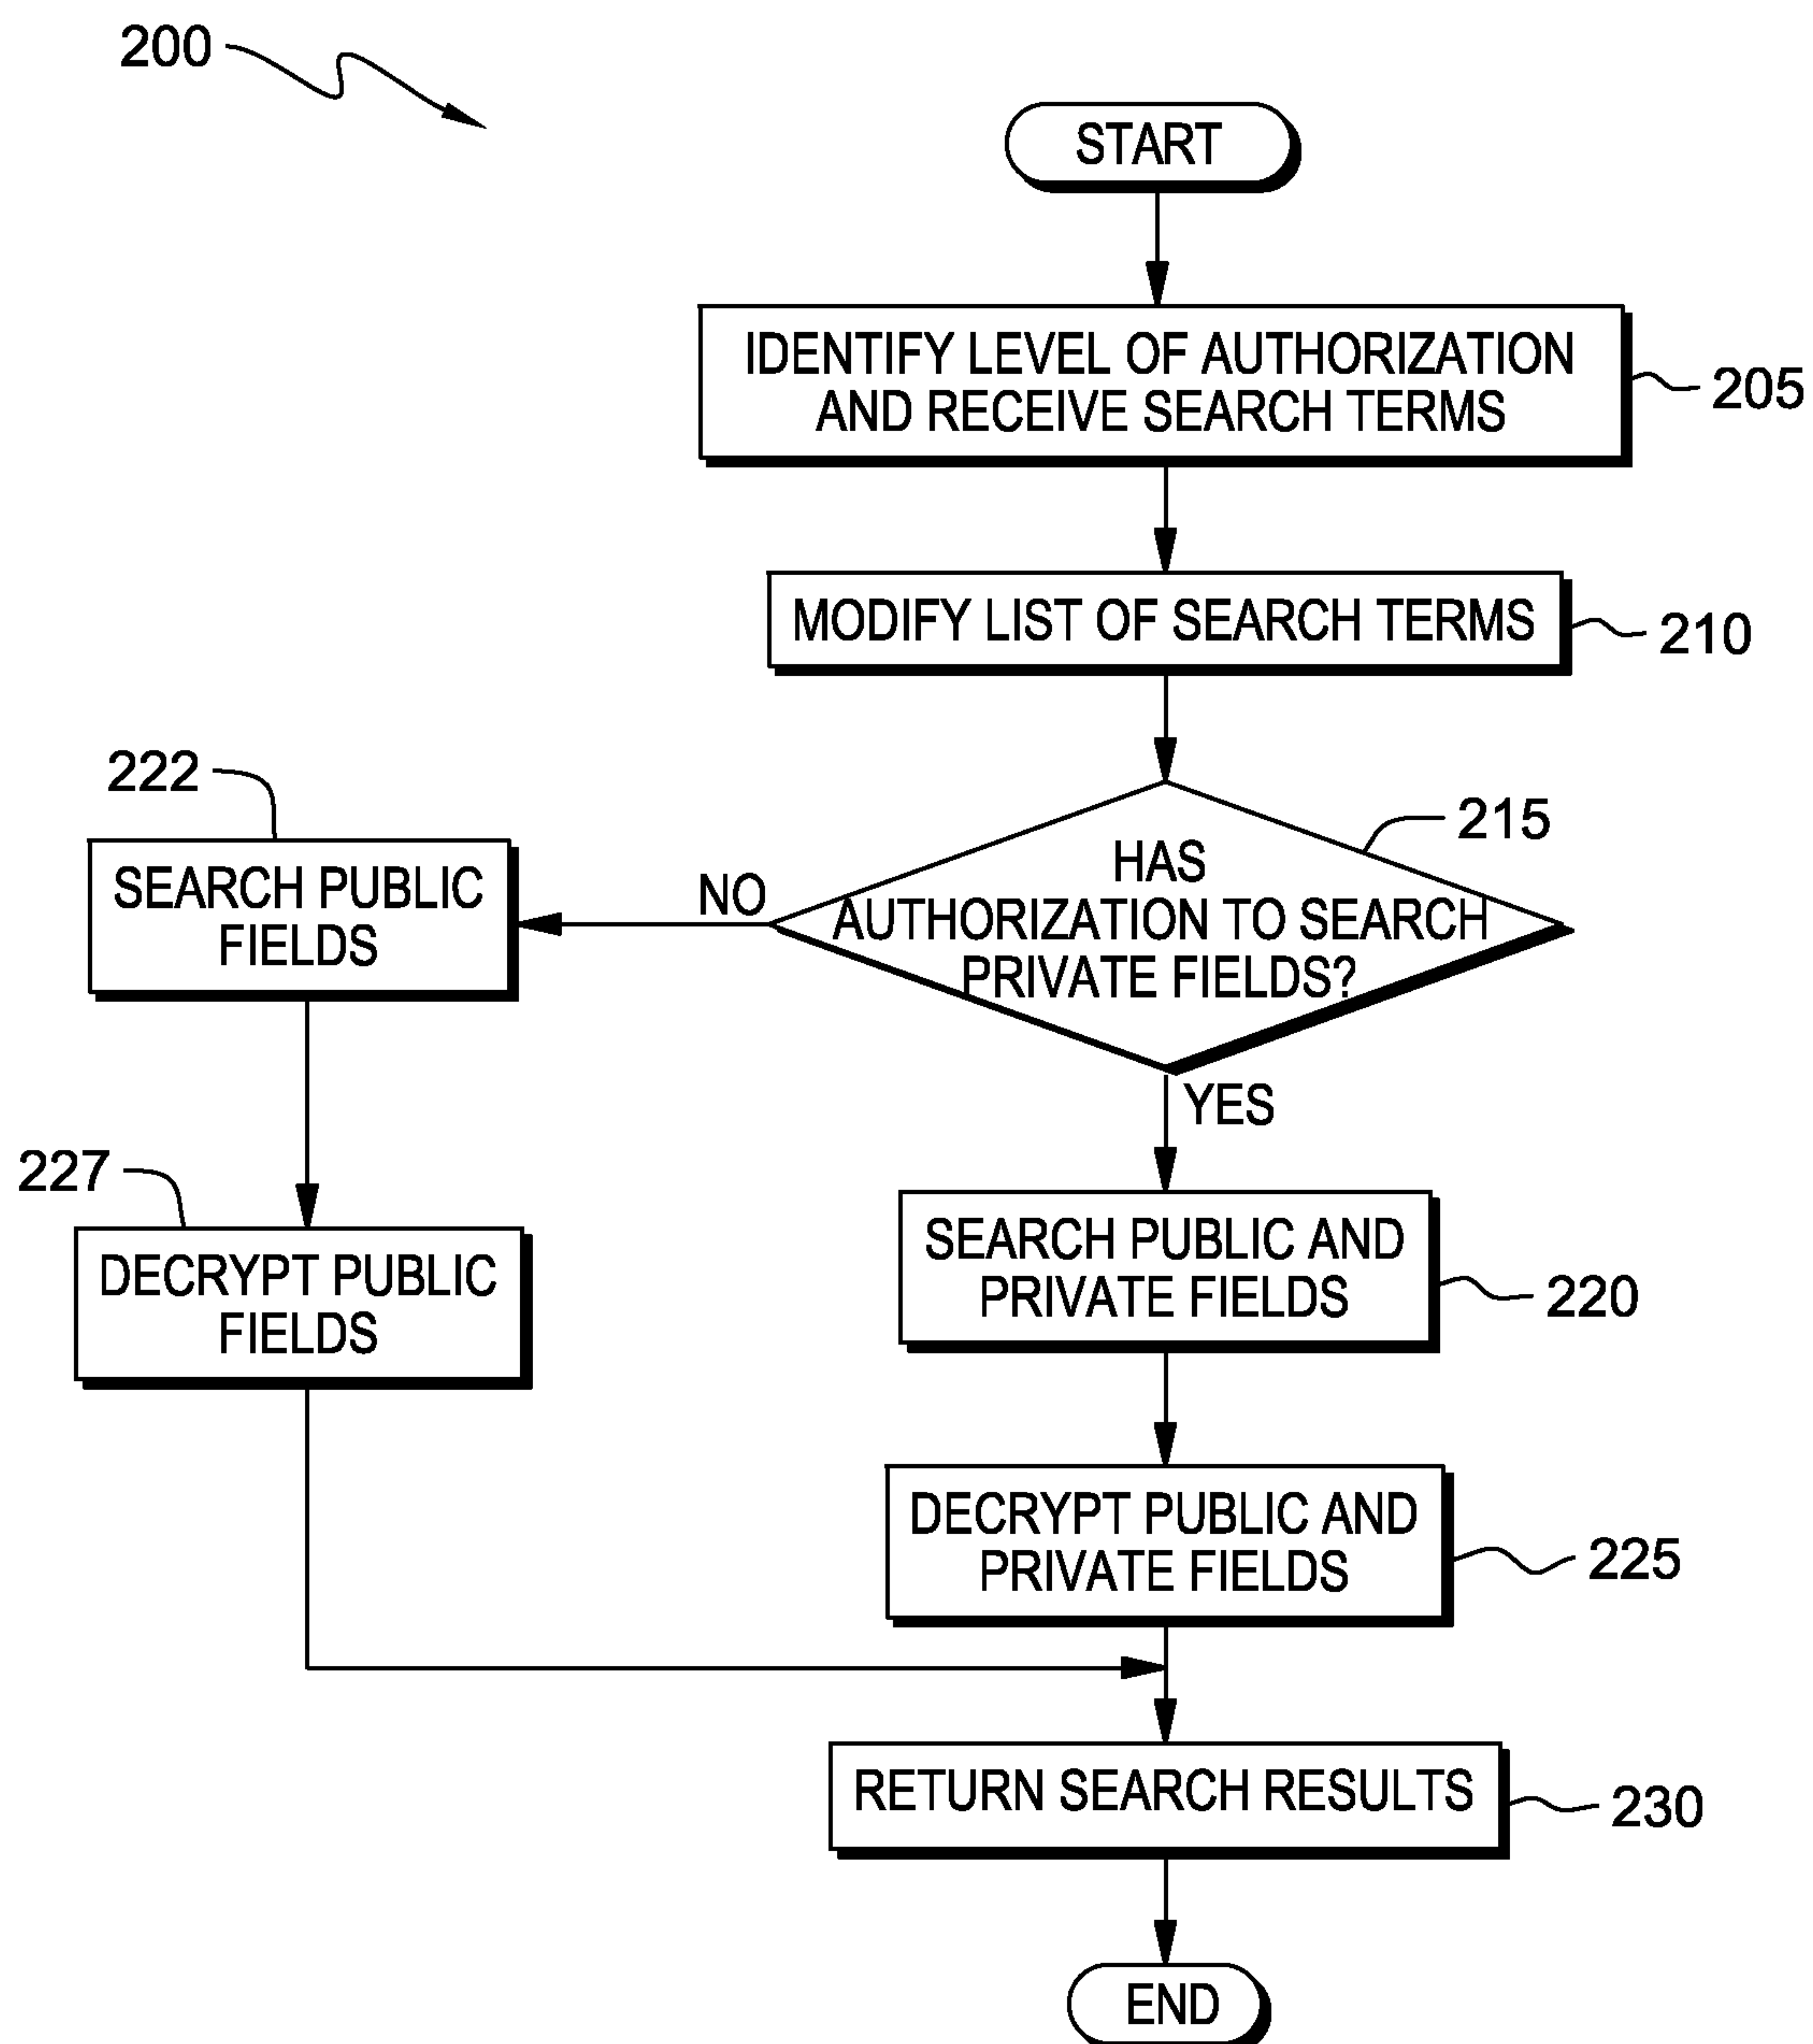 200
START
IDENTIFY LEVEL OF AUTHORIZATION
AND RECEIVE SEARCH TERMS
205
MODIFY LIST OF SEARCH TERMS
210
215
HAS
AUTHORIZATION TO SEARCH
PRIVATE FIELDS?
NO
222
SEARCH PUBLIC
FIELDS
YES
227
DECRYPT PUBLIC
FIELDS
SEARCH PUBLIC AND
PRIVATE FIELDS
220
DECRYPT PUBLIC AND
PRIVATE FIELDS
225
RETURN SEARCH RESULTS
230
END